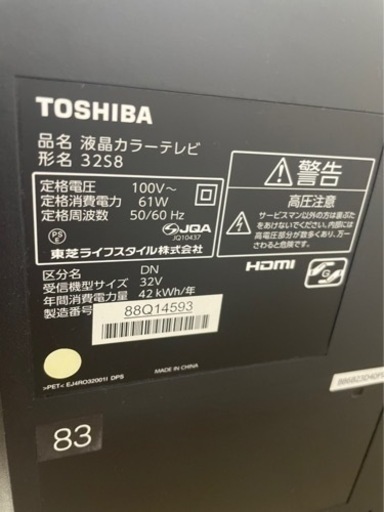 TOSHIBA
品名 液晶カラーテレビ
形名 32S8
定格電圧 100V～
定格消費電力 61W
定格周波数 50/60 Hz
PS
E
JQA
JQ10437
東芝ライフスタイル株式会社
警告
高圧注意
サービスマン以外の方は裏ぶた
をあけないでください。内部には
高電圧部分が数多くあり、万一
さわると危険です。
区分名 DN
受信機型サイズ 32V
年間消費電力量 42 kWh/年
製造番号
88Q14593
HDMI
G
MADE IN CHINA
>PET< EJ4RO32001I DPS
83